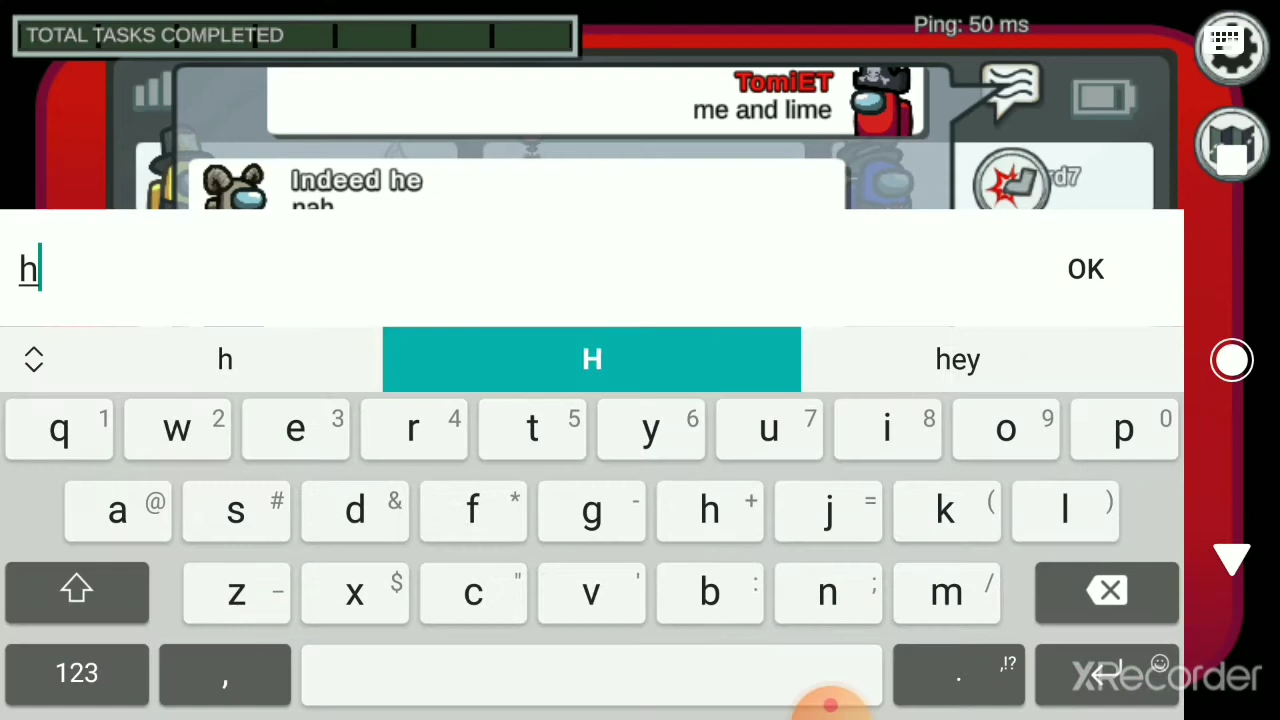 TOTAL TASKS COMPLETED
Ping: 50 ms
TomiET
me and lime
Indeed he
nah
rd7
h
OK
h
H
hey
q 1 w 2 e 3 r 4 t 5 y 6 u 7 i 8 o 9 p 0
a @ s # d & f * g - h + j = k ( l )
z _ x $ c " v ' b : n ; m /
123 , . ,!?
XRecorder